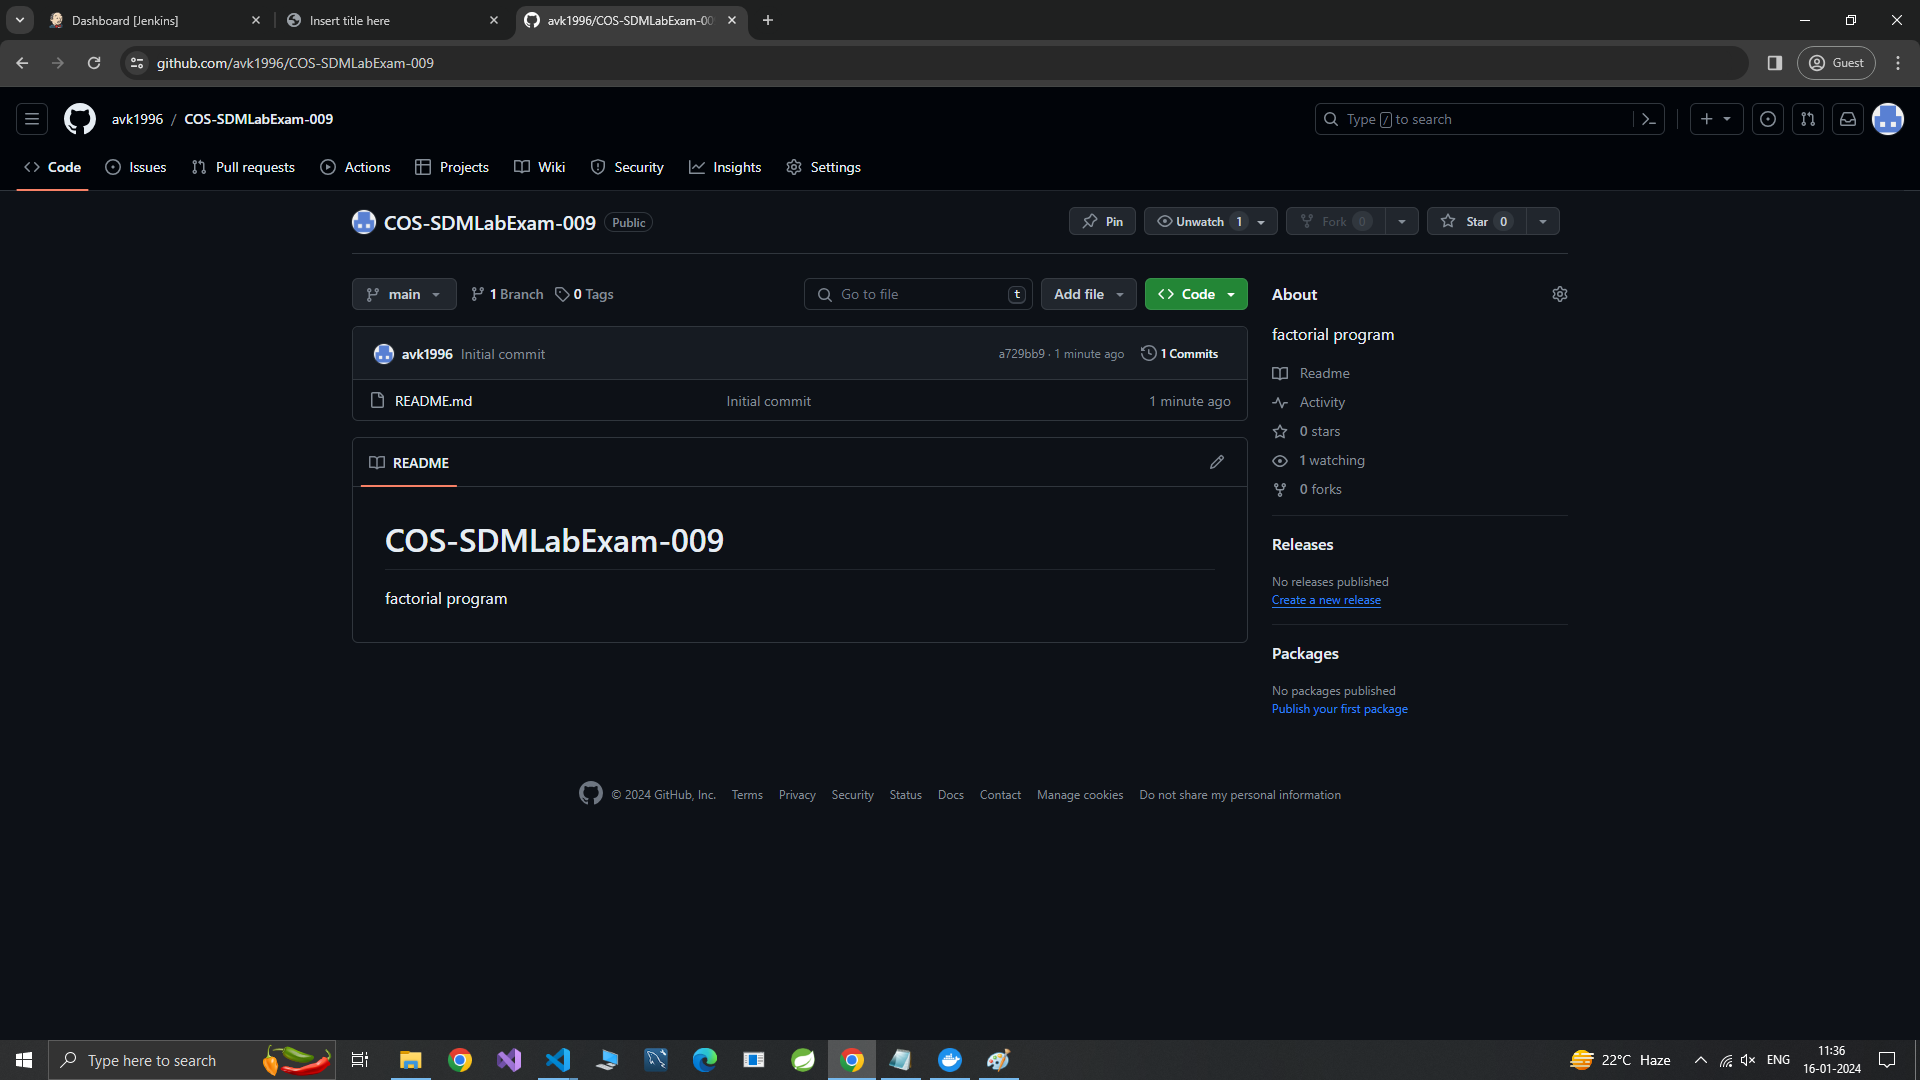 Dashboard [Jenkins]
Insert title here
avk1996/COS-SDMLabExam-00
github.com/avk1996/COS-SDMLabExam-009
Guest
avk1996 / COS-SDMLabExam-009
Type / to search
Code
Issues
Pull requests
Actions
Projects
Wiki
Security
Insights
Settings
COS-SDMLabExam-009 Public
Pin
Unwatch 1
Fork 0
Star 0
main
1 Branch
0 Tags
Go to file t
Add file
Code
About
factorial program
avk1996 Initial commit
a729bb9 · 1 minute ago
1 Commits
README.md Initial commit 1 minute ago
Readme
Activity
0 stars
1 watching
0 forks
README
COS-SDMLabExam-009
factorial program
Releases
No releases published
Create a new release
Packages
No packages published
Publish your first package
© 2024 GitHub, Inc. Terms Privacy Security Status Docs Contact Manage cookies Do not share my personal information
Type here to search
22°C Haze
ENG
11:36
16-01-2024